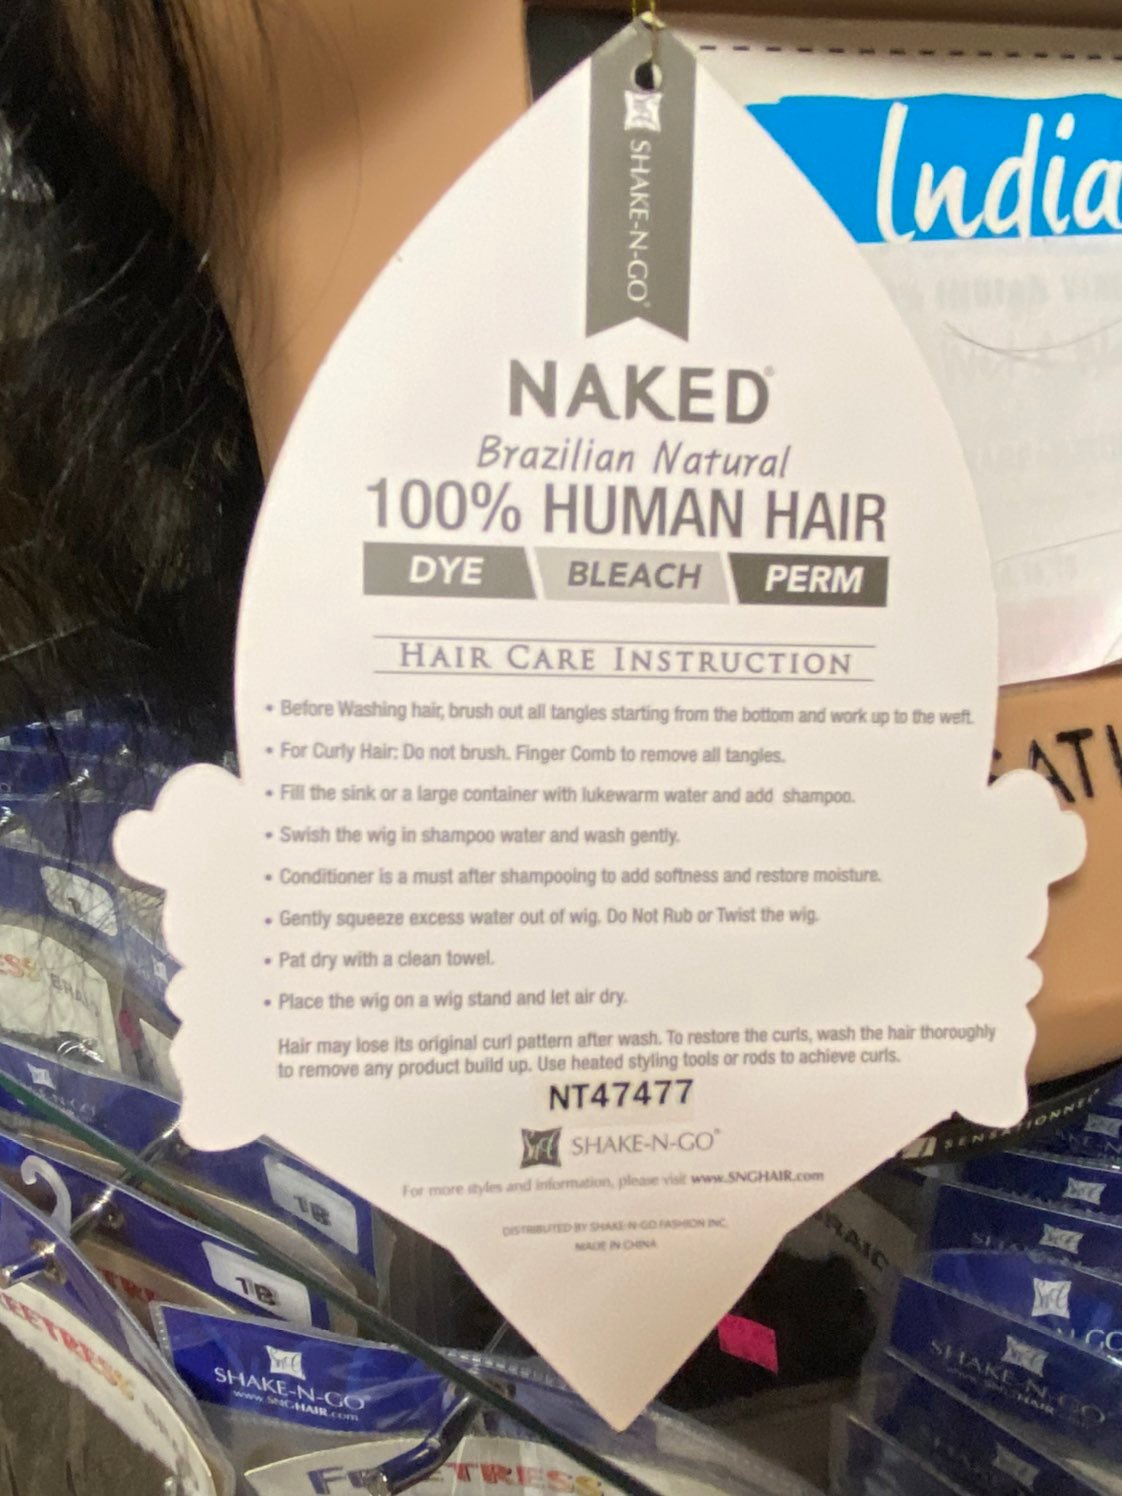 SHAKE-N-GO®
India
NAKED®
Brazilian Natural
100% HUMAN HAIR
DYE BLEACH PERM
HAIR CARE INSTRUCTION
• Before Washing hair, brush out all tangles starting from the bottom and work up to the weft.
• For Curly Hair: Do not brush. Finger Comb to remove all tangles.
• Fill the sink or a large container with lukewarm water and add shampoo.
• Swish the wig in shampoo water and wash gently.
• Conditioner is a must after shampooing to add softness and restore moisture.
• Gently squeeze excess water out of wig. Do Not Rub or Twist the wig.
• Pat dry with a clean towel.
• Place the wig on a wig stand and let air dry.
Hair may lose its original curl pattern after wash. To restore the curls, wash the hair thoroughly
to remove any product build up. Use heated styling tools or rods to achieve curls.
NT47477
SHAKE-N-GO®
For more styles and information, please visit www.SNGHAIR.com
DISTRIBUTED BY SHAKE-N-GO FASHION INC.
MADE IN CHINA
SENSATIONNEL
1B
1B
SHAKE-N-GO
www.SNGHAIR.com
FREETRESS
SHAKE-N-GO